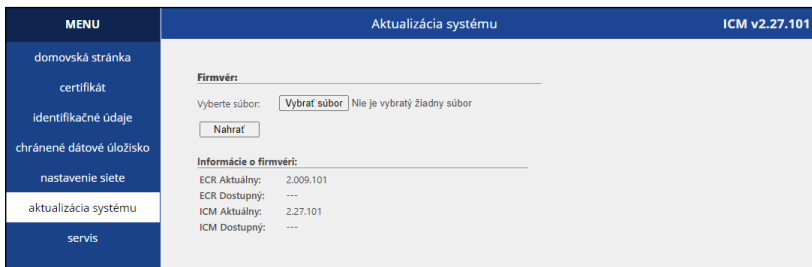 MENU
Aktualizácia systému
ICM v2.27.101
domovská stránka
certifikát
identifikačné údaje
chránené dátové úložisko
nastavenie siete
aktualizácia systému
servis
Firmvér:
Vyberte súbor: Vybrať súbor Nie je vybratý žiadny súbor
Nahrať
Informácie o firmvéri:
ECR Aktuálny: 2.009.101
ECR Dostupný: ---
ICM Aktuálny: 2.27.101
ICM Dostupný: ---